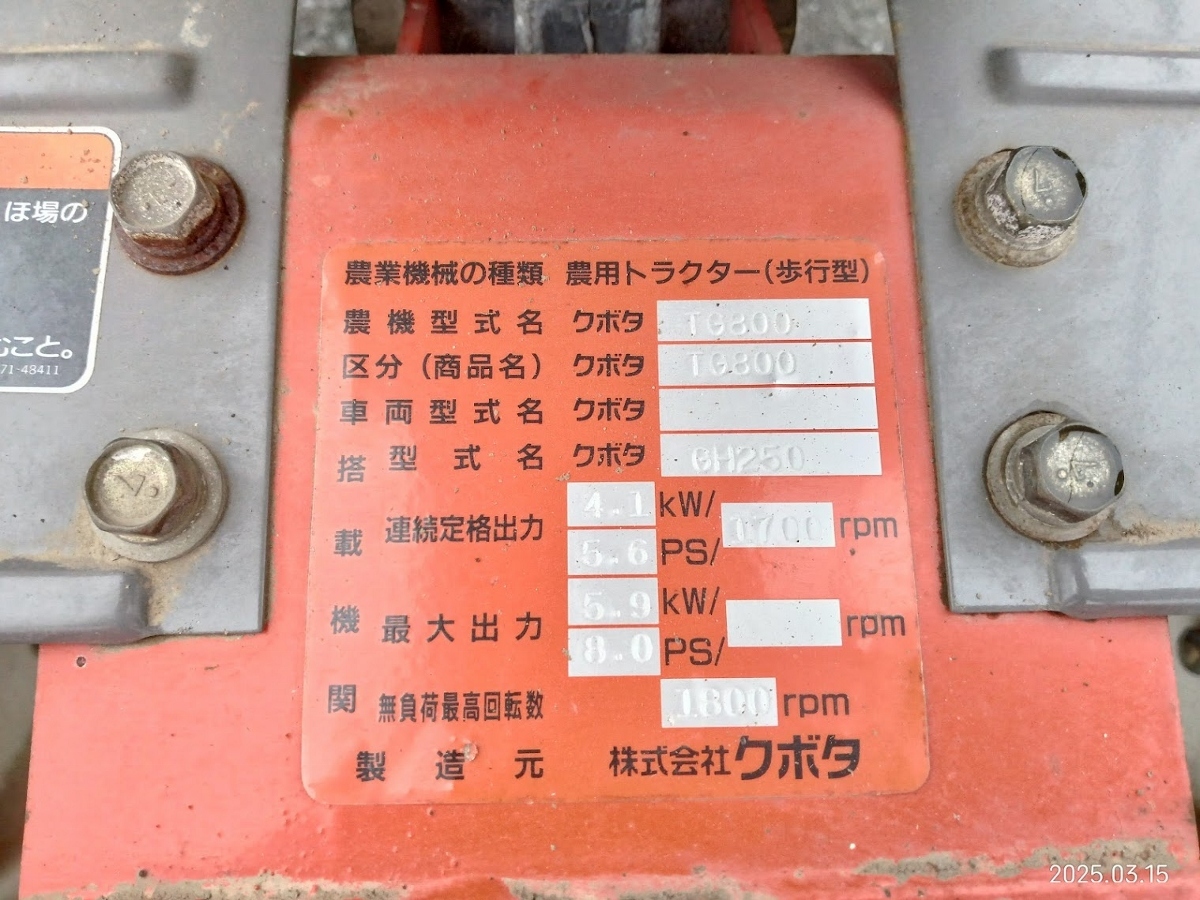 ほ場の
むこと。
71-48411
農業機械の種類 農用トラクター(歩行型)
農機型式名 クボタ TG800
区分(商品名) クボタ TG800
車両型式名 クボタ
搭載機関
型式名 クボタ GH250
連続定格出力 4.1 kW/ 5.6 PS/ 1700 rpm
最大出力 5.9 kW/ 8.0 PS/ rpm
無負荷最高回転数 1800 rpm
製造元 株式会社クボタ
2025.03.15